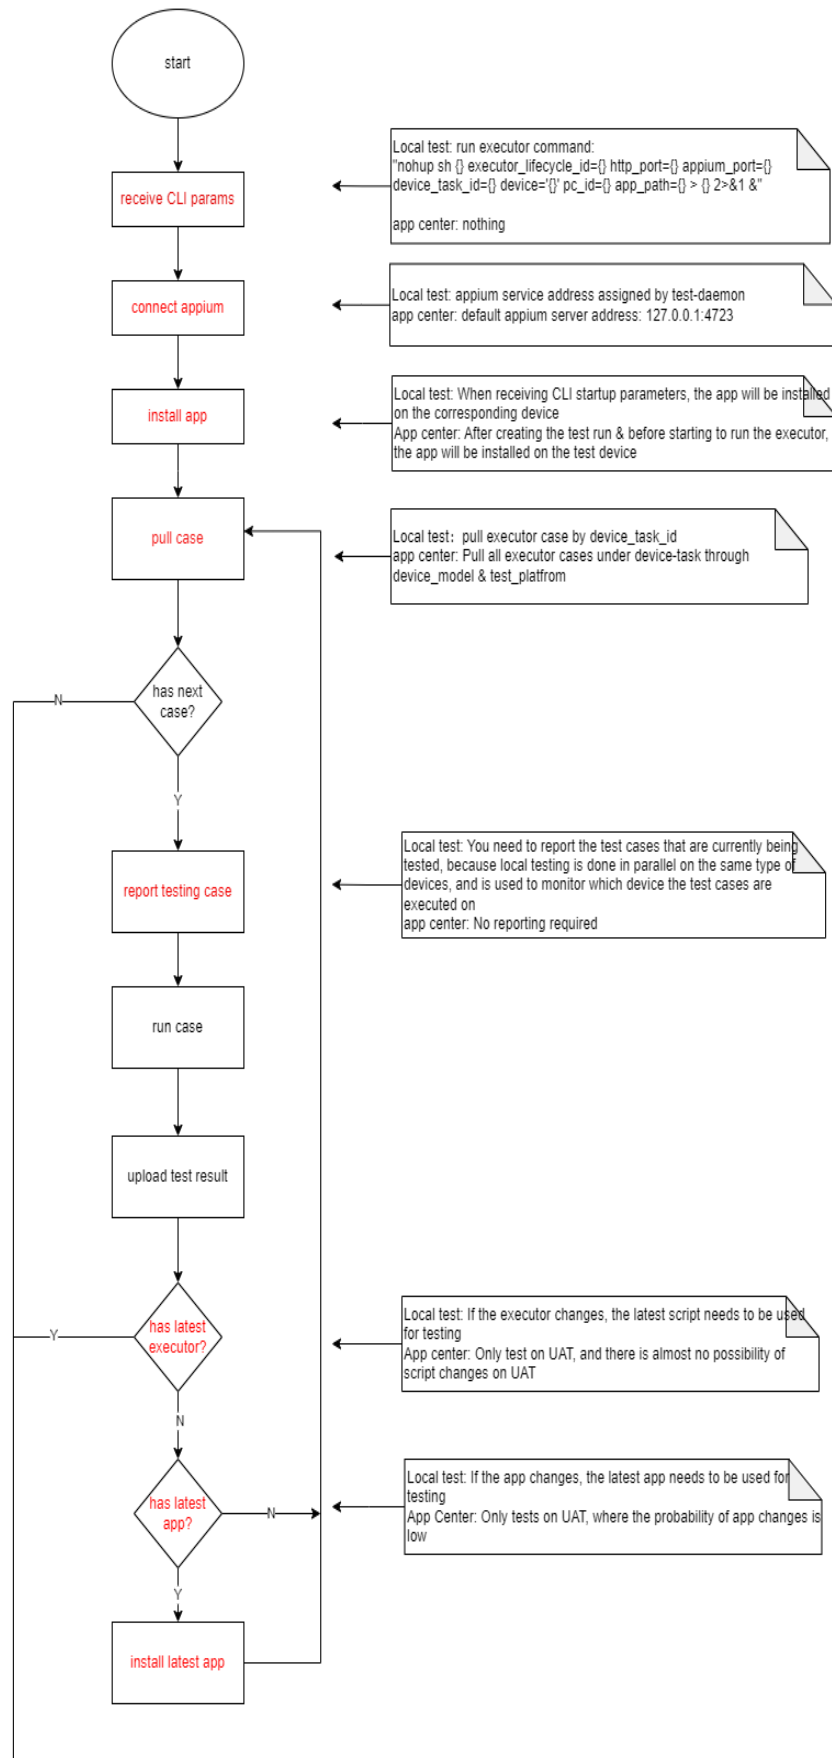 start
Local test: run executor command:
"nohup sh {} executor_lifecycle_id={} http_port={} appium_port={}
device_task_id={} device='{}' pc_id={} app_path={} > {} 2>&1 &"
app center: nothing
receive CLI params
Local test: appium service address assigned by test-daemon
app center: default appium server address: 127.0.0.1:4723
connect appium
Local test: When receiving CLI startup parameters, the app will be installed
on the corresponding device
App center: After creating the test run & before starting to run the executor,
the app will be installed on the test device
install app
pull case
Local test: pull executor case by device_task_id
app center: Pull all executor cases under device-task through
device_model & test_platfrom
has next
case?
N
Y
Local test: You need to report the test cases that are currently being
tested, because local testing is done in parallel on the same type of
devices, and is used to monitor which device the test cases are
executed on
app center: No reporting required
report testing case
run case
upload test result
Local test: If the executor changes, the latest script needs to be used
for testing
App center: Only test on UAT, and there is almost no possibility of
script changes on UAT
has latest
executor?
Y
N
Local test: If the app changes, the latest app needs to be used for
testing
App Center: Only tests on UAT, where the probability of app changes is
low
has latest
app?
N
Y
install latest app